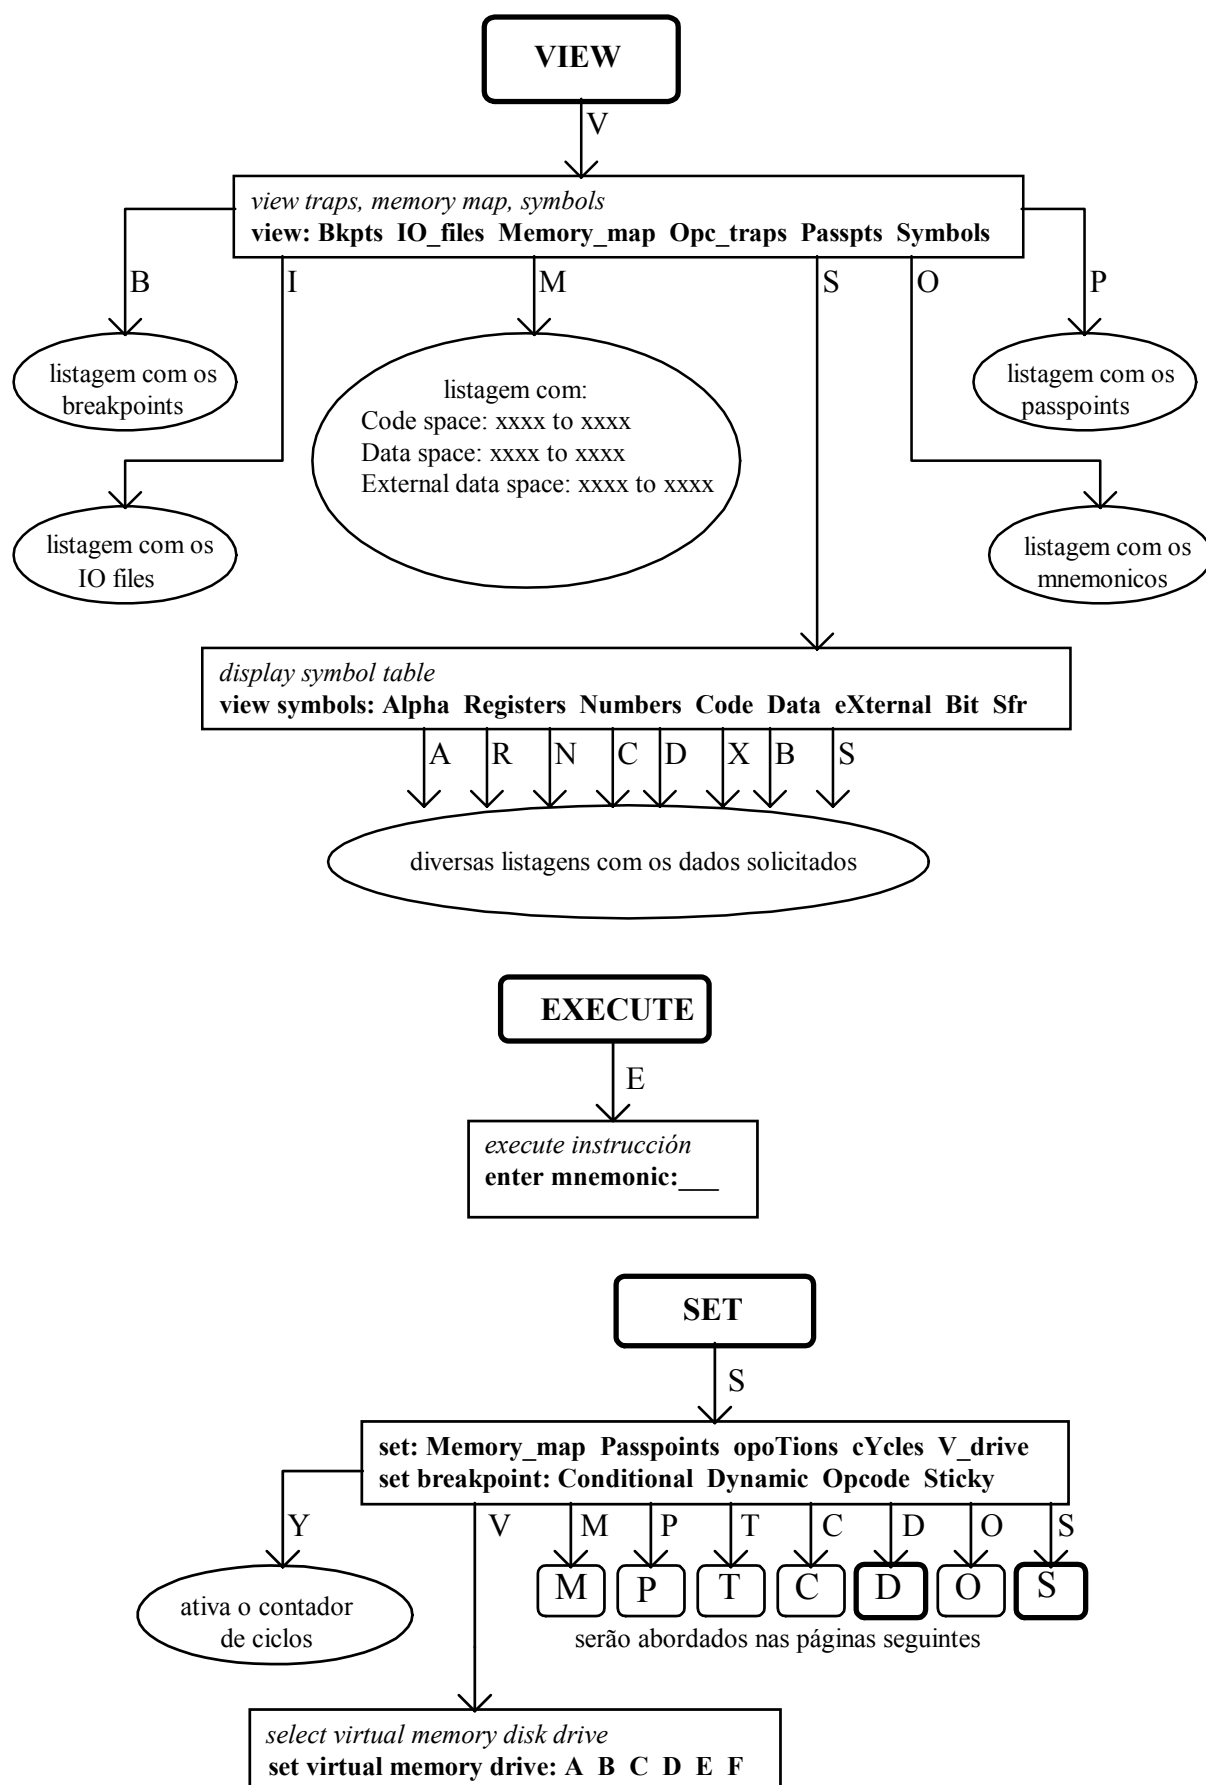 VIEW
V
view traps, memory map, symbols
view: Bkpts IO_files Memory_map Opc_traps Passpts Symbols
B
I
M
S
O
P
listagem com os
breakpoints
listagem com:
Code space: xxxx to xxxx
Data space: xxxx to xxxx
External data space: xxxx to xxxx
listagem com os
passpoints
listagem com os
IO files
listagem com os
mnemonicos
display symbol table
view symbols: Alpha Registers Numbers Code Data eXternal Bit Sfr
A
R
N
C
D
X
B
S
diversas listagens com os dados solicitados
EXECUTE
E
execute instrucción
enter mnemonic:___
SET
S
set: Memory_map Passpoints opoTions cYcles V_drive
set breakpoint: Conditional Dynamic Opcode Sticky
Y
V
M
P
T
C
D
O
S
M
P
T
C
D
O
S
ativa o contador
de ciclos
serão abordados nas páginas seguintes
select virtual memory disk drive
set virtual memory drive: A B C D E F